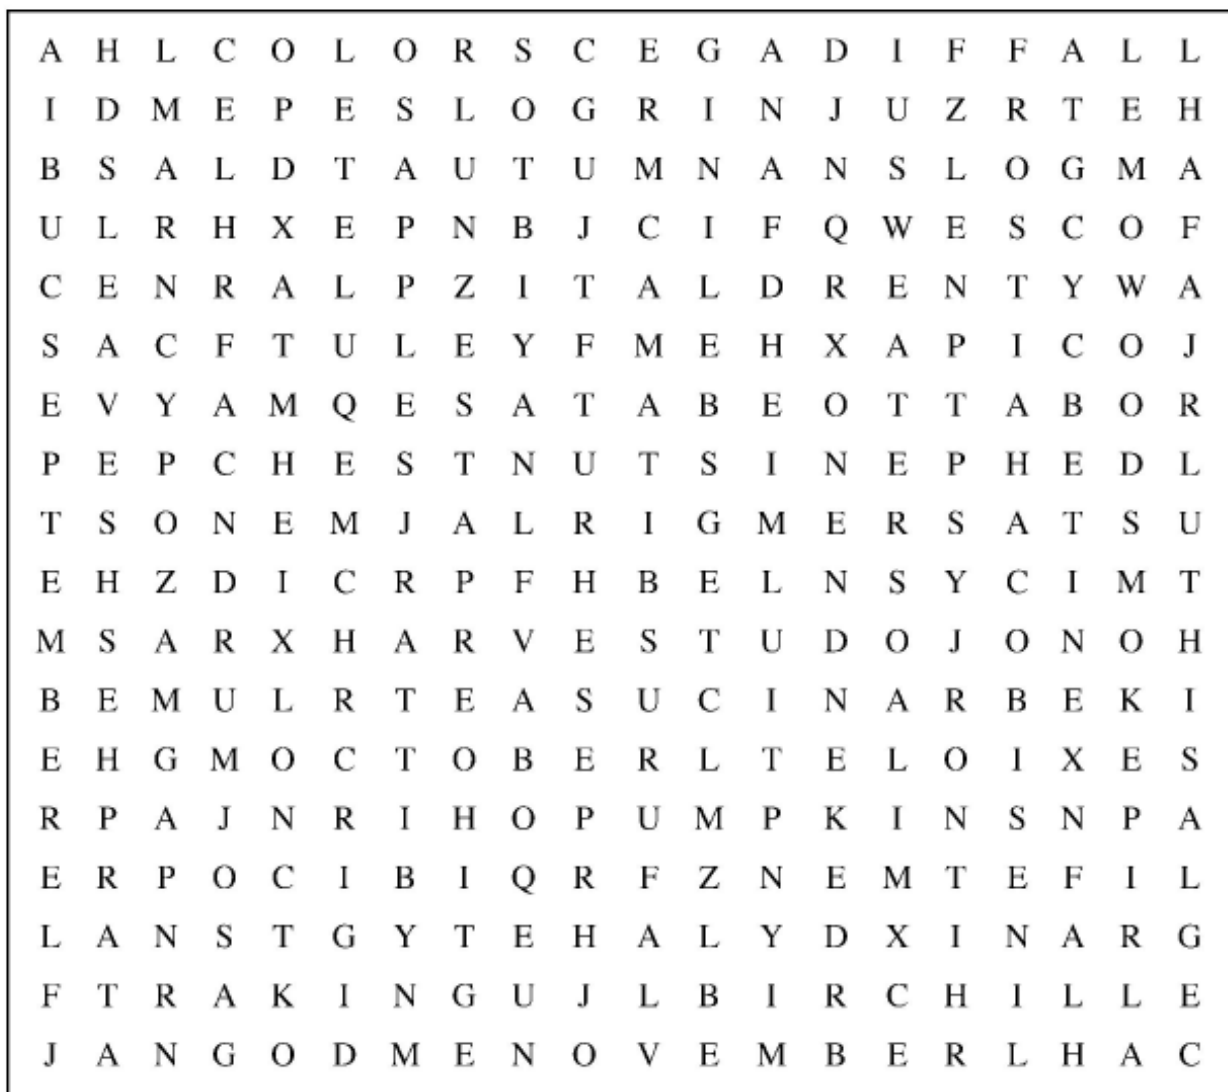 A H L C O L O R S C E G A D I F F A L L
I D M E P E S L O G R I N J U Z R T E H
B S A L D T A U T U M N A N S L O G M A
U L R H X E P N B J C I F Q W E S C O F
C E N R A L P Z I T A L D R E N T Y W A
S A C F T U L E Y F M E H X A P I C O J
E V Y A M Q E S A T A B E O T T A B O R
P E P C H E S T N U T S I N E P H E D L
T S O N E M J A L R I G M E R S A T S U
E H Z D I C R P F H B E L N S Y C I M T
M S A R X H A R V E S T U D O J O N O H
B E M U L R T E A S U C I N A R B E K I
E H G M O C T O B E R L T E L O I X E S
R P A J N R I H O P U M P K I N S N P A
E R P O C I B I Q R F Z N E M T E F I L
L A N S T G Y T E H A L Y D X I N A R G
F T R A K I N G U J L B I R C H I L L E
J A N G O D M E N O V E M B E R L H A C